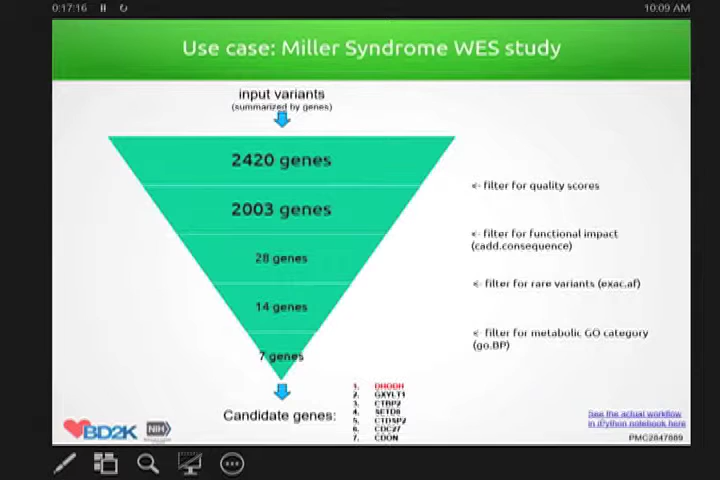 0:17:16
10:09 AM
Use case: Miller Syndrome WES study
input variants
(summarized by genes)
2420 genes
<- filter for quality scores
2003 genes
<- filter for functional impact
(cadd.consequence)
28 genes
<- filter for rare variants (exac.af)
14 genes
<- filter for metabolic GO category
(go.BP)
7 genes
Candidate genes:
1. DHODH
2. GXYLT1
3. CTBP2
4. SETD8
5. CTDSP2
6. CDC27
7. CDON
BD2K
NIH
See the actual workflow
in iPython notebook here
PMC2847889